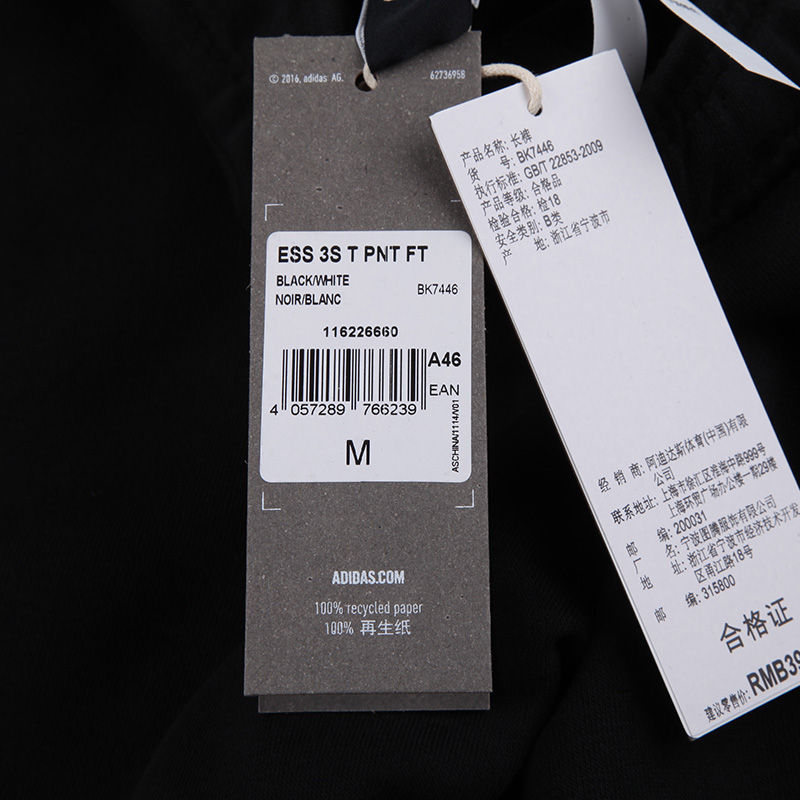 © 2016, adidas AG.
62736958
ESS 3S T PNT FT
BLACK/WHITE
NOIR/BLANC
BK7446
116226660
A46
EAN
4 057289 766239
M
ASCHINA/1114/V01
ADIDAS.COM
100% recycled paper
100% 再生纸
产品名称: 长裤
货 号: BK7446
执行标准: GB/T 22853-2009
产品等级: 合格品
检验合格: 检18
安全类别: B类
产 地: 浙江省宁波市
经 销 商: 阿迪达斯体育(中国)有限
公司
联系地址: 上海市徐汇区淮海中路999号
上海环贸广场办公楼一期29楼
邮 编: 200031
厂 名: 宁波图腾服饰有限公司
地 址: 浙江省宁波市经济技术开发
区甬江路18号
邮 编: 315800
合格证
建议零售价: RMB39